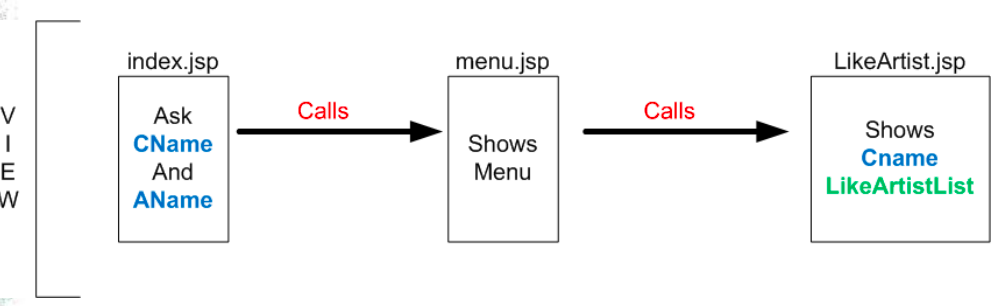 V
I
E
W
index.jsp
Ask
CName
And
AName
Calls
menu.jsp
Shows
Menu
Calls
LikeArtist.jsp
Shows
Cname
LikeArtistList